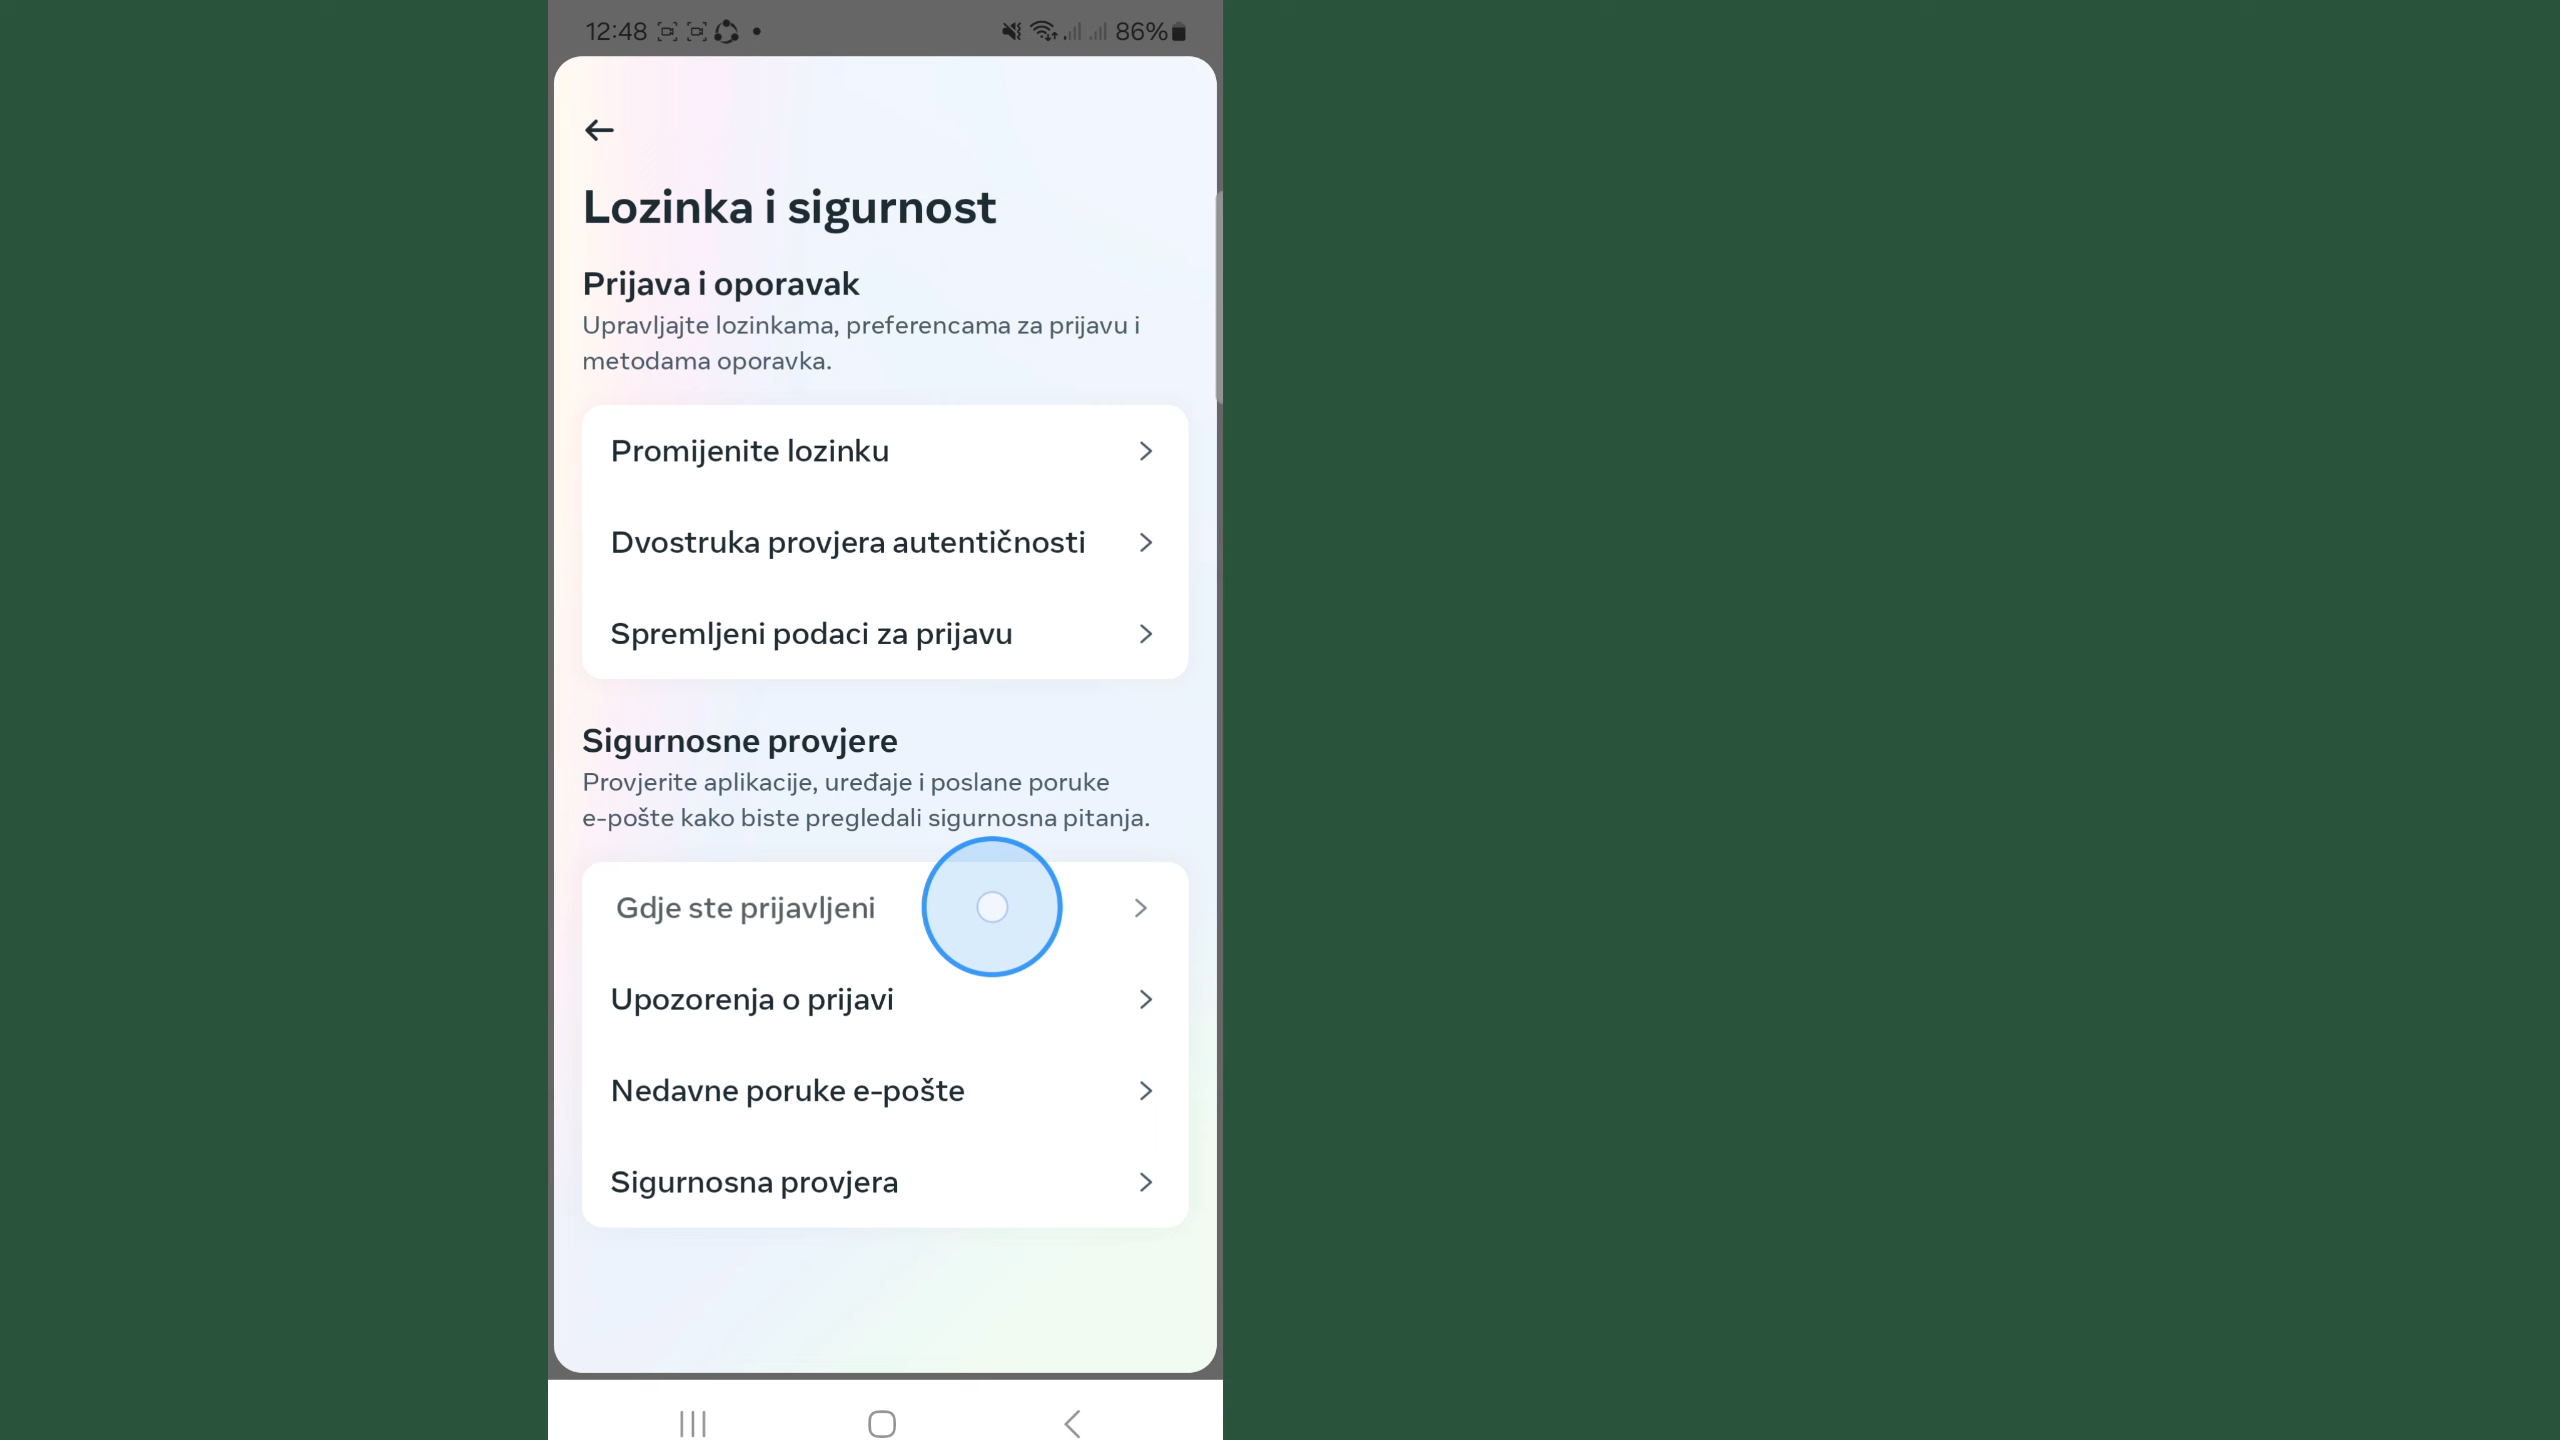 12:48
86%
Lozinka i sigurnost
Prijava i oporavak
Upravljajte lozinkama, preferencama za prijavu i
metodama oporavka.
Promijenite lozinku
Dvostruka provjera autentičnosti
Spremljeni podaci za prijavu
Sigurnosne provjere
Provjerite aplikacije, uređaje i poslane poruke
e-pošte kako biste pregledali sigurnosna pitanja.
Gdje ste prijavljeni
Upozorenja o prijavi
Nedavne poruke e-pošte
Sigurnosna provjera